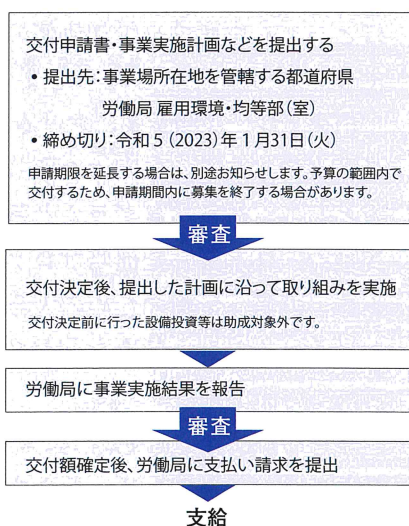 交付申請書・事業実施計画などを提出する
• 提出先:事業場所在地を管轄する都道府県
労働局 雇用環境・均等部(室)
• 締め切り:令和5(2023)年1月31日(火)
申請期限を延長する場合は、別途お知らせします。予算の範囲内で
交付するため、申請期間内に募集を終了する場合があります。
審査
交付決定後、提出した計画に沿って取り組みを実施
交付決定前に行った設備投資等は助成対象外です。
労働局に事業実施結果を報告
審査
交付額確定後、労働局に支払い請求を提出
支給